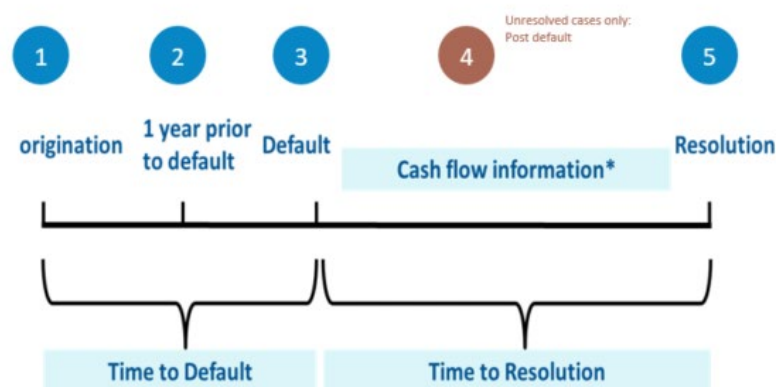 Unresolved cases only:
Post default
1
2
3
4
5
origination
1 year prior
to default
Default
Cash flow information*
Resolution
Time to Default
Time to Resolution